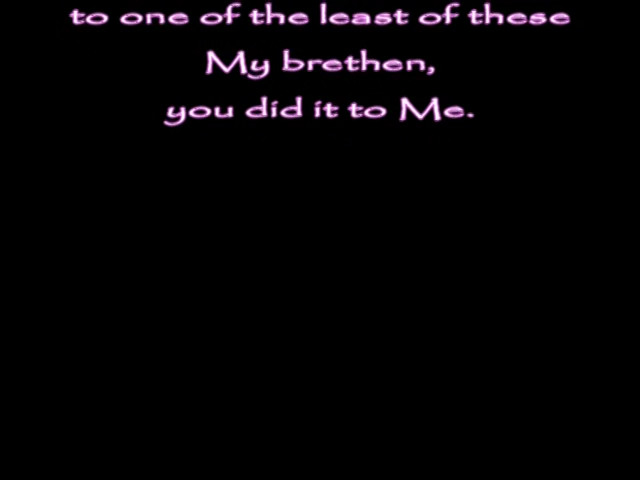 to one of the least of these
My brethen,
you did it to Me.